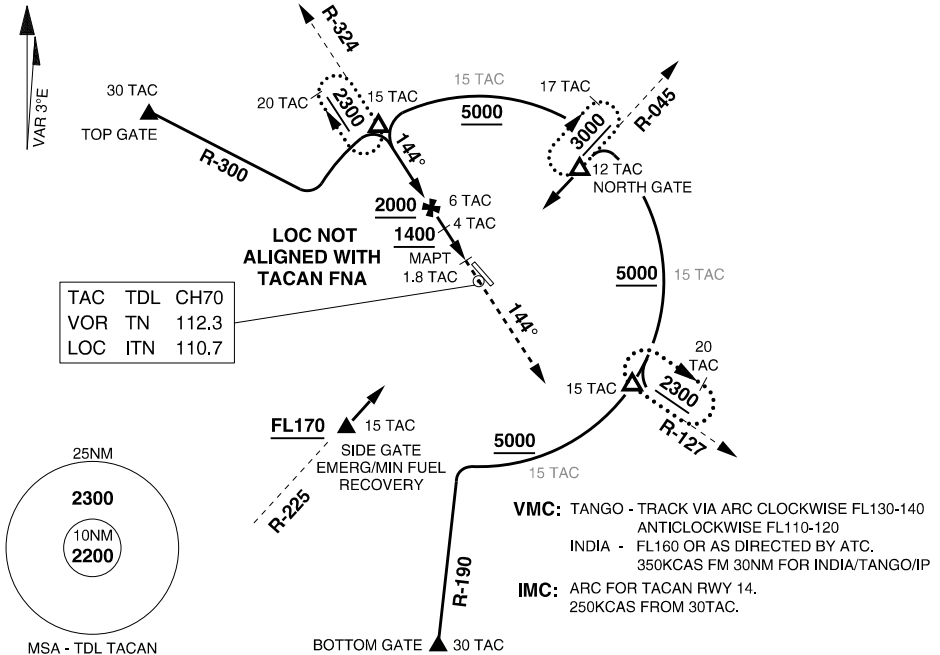 VAR 3°E
30 TAC
TOP GATE
R-300
R-324
20 TAC
2300
15 TAC
144°
15 TAC
5000
17 TAC
3000
R-045
12 TAC
NORTH GATE
2000
6 TAC
1400
4 TAC
MAPT
1.8 TAC
LOC NOT
ALIGNED WITH
TACAN FNA
TAC TDL CH70
VOR TN 112.3
LOC ITN 110.7
144°
5000
15 TAC
15 TAC
20
TAC
2300
R-127
FL170
15 TAC
SIDE GATE
EMERG/MIN FUEL
RECOVERY
R-225
5000
15 TAC
R-190
BOTTOM GATE
30 TAC
25NM
2300
10NM
2200
MSA - TDL TACAN
VMC: TANGO - TRACK VIA ARC CLOCKWISE FL130-140
ANTICLOCKWISE FL110-120
INDIA - FL160 OR AS DIRECTED BY ATC.
350KCAS FM 30NM FOR INDIA/TANGO/IP
IMC: ARC FOR TACAN RWY 14.
250KCAS FROM 30TAC.